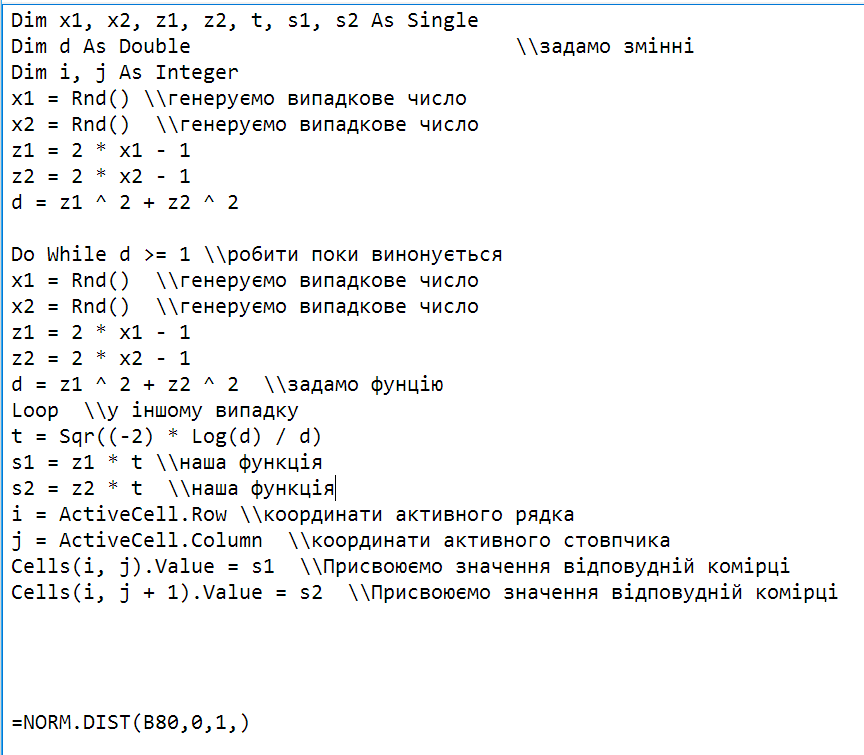 Dim x1, x2, z1, z2, t, s1, s2 As Single
Dim d As Double \\задамо змінні
Dim i, j As Integer
x1 = Rnd() \\генеруємо випадкове число
x2 = Rnd() \\генеруємо випадкове число
z1 = 2 * x1 - 1
z2 = 2 * x2 - 1
d = z1 ^ 2 + z2 ^ 2
Do While d >= 1 \\робити поки винонується
x1 = Rnd() \\генеруємо випадкове число
x2 = Rnd() \\генеруємо випадкове число
z1 = 2 * x1 - 1
z2 = 2 * x2 - 1
d = z1 ^ 2 + z2 ^ 2 \\задамо фунцію
Loop \\у іншому випадку
t = Sqr((-2) * Log(d) / d)
s1 = z1 * t \\наша функція
s2 = z2 * t \\наша функція
i = ActiveCell.Row \\координати активного рядка
j = ActiveCell.Column \\координати активного стовпчика
Cells(i, j).Value = s1 \\Присвоюємо значення відповудній комірці
Cells(i, j + 1).Value = s2 \\Присвоюємо значення відповудній комірці
=NORM.DIST(B80,0,1,)